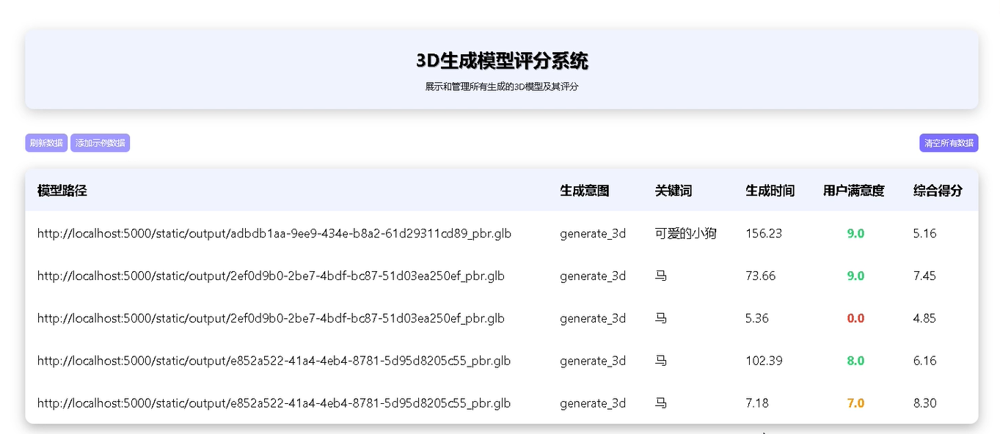 3D生成模型评分系统
展示和管理所有生成的3D模型及其评分
刷新数据 添加示例数据 清空所有数据
模型路径 生成意图 关键词 生成时间 用户满意度 综合得分
http://localhost:5000/static/output/adbdb1aa-9ee9-434e-b8a2-61d29311cd89_pbr.glb generate_3d 可爱的小狗 156.23 9.0 5.16
http://localhost:5000/static/output/2ef0d9b0-2be7-4bdf-bc87-51d03ea250ef_pbr.glb generate_3d 马 73.66 9.0 7.45
http://localhost:5000/static/output/2ef0d9b0-2be7-4bdf-bc87-51d03ea250ef_pbr.glb generate_3d 马 5.36 0.0 4.85
http://localhost:5000/static/output/e852a522-41a4-4eb4-8781-5d95d8205c55_pbr.glb generate_3d 马 102.39 8.0 6.16
http://localhost:5000/static/output/e852a522-41a4-4eb4-8781-5d95d8205c55_pbr.glb generate_3d 马 7.18 7.0 8.30